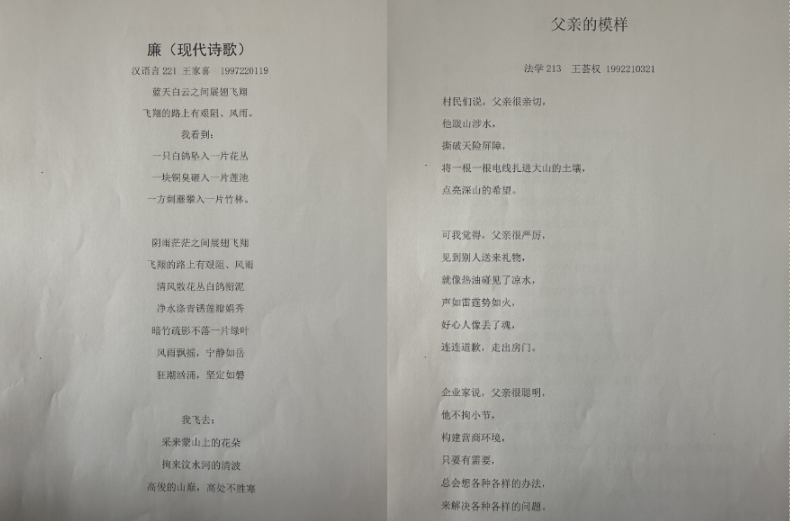 廉（现代诗歌）
汉语言221 王家喜 1997220119
蓝天白云之间展翅飞翔
飞翔的路上有艰阻、风雨。
我看到：
一只白鸽坠入一片花丛
一块铜臭砸入一片莲池
一方刺藤攀入一片竹林。
阴雨茫茫之间展翅飞翔
飞翔的路上有艰阻、风雨
清风散花丛白鸽衔泥
净水涤青锈莲瓣娟秀
暗竹疏影不落一片绿叶
风雨飘摇，宁静如岳
狂潮汹涌，坚定如磐
我飞去：
采来蒙山上的花朵
掬来汶水河的清波
高俊的山巅，高处不胜寒
父亲的模样
法学213 王荟权 1992210321
村民们说，父亲很亲切，
他跋山涉水，
撕破天险屏障，
将一根一根电线扎进大山的土壤，
点亮深山的希望。
可我觉得，父亲很严厉，
见到别人送来礼物，
就像热油碰见了凉水，
声如雷霆势如火，
好心人像丢了魂，
连连道歉，走出房门。
企业家说，父亲很聪明，
他不拘小节，
构建营商环境，
只要有需要，
总会想各种各样的办法，
来解决各种各样的问题。